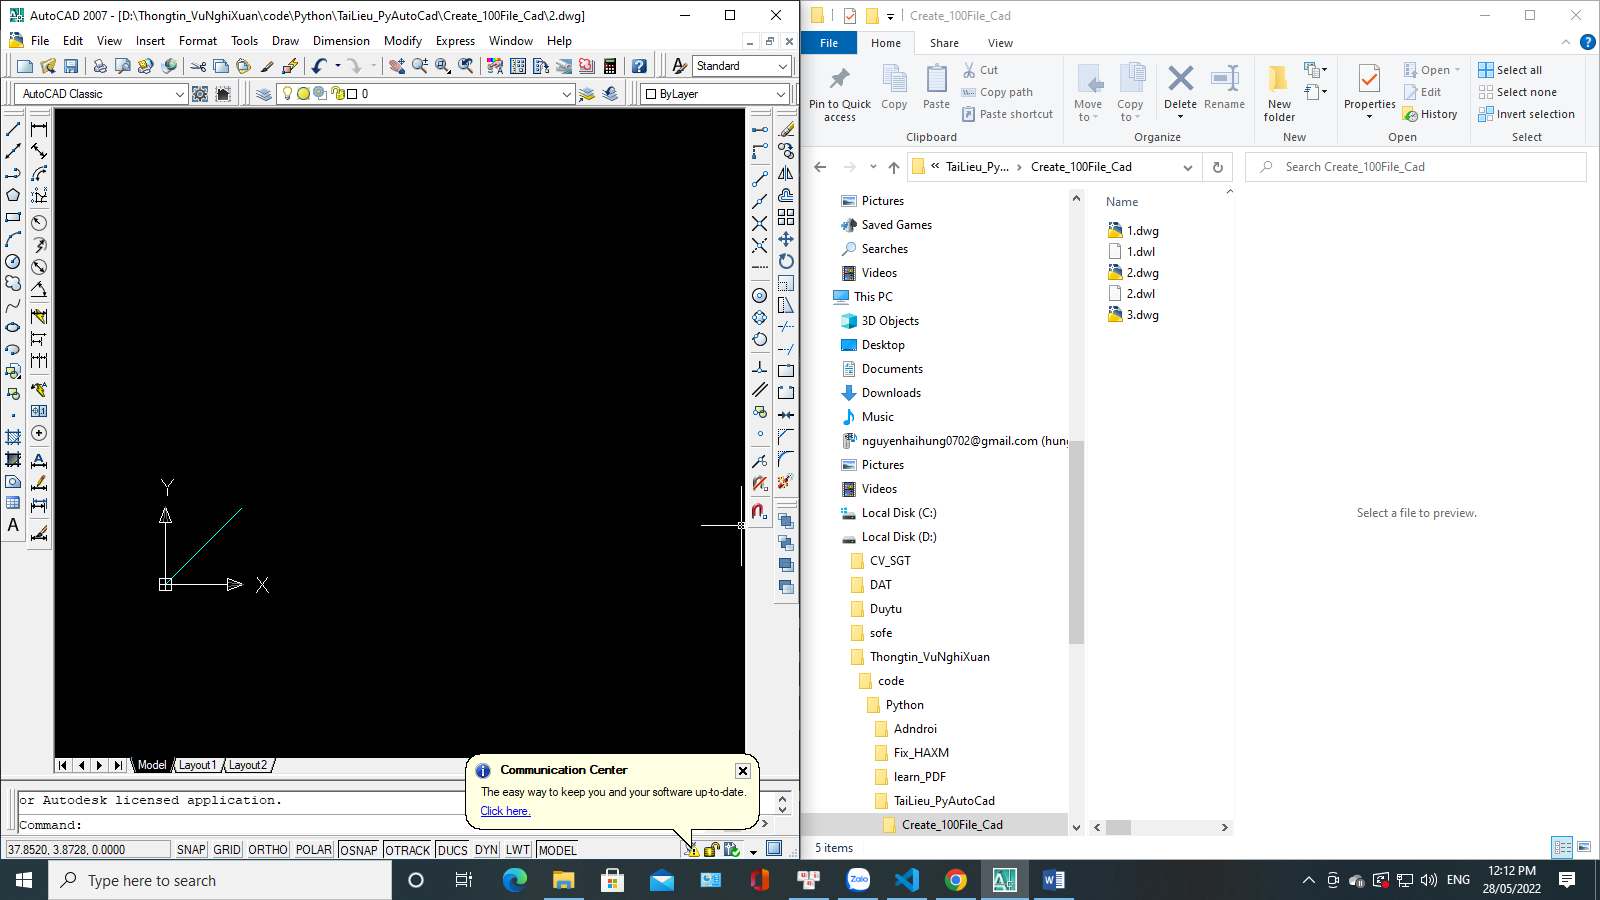 AutoCAD 2007 - [D:\Thongtin_VuNghiXuan\code\Python\TaiLieu_PyAutoCad\Create_100File_Cad\2.dwg]
File Edit View Insert Format Tools Draw Dimension Modify Express Window Help
Standard
AutoCAD Classic
0
ByLayer
Y
X
A
Model Layout1 Layout2
or Autodesk licensed application.
Command:
Communication Center
The easy way to keep you and your software up-to-date.
Click here.
37.8520, 3.8728, 0.0000 SNAP GRID ORTHO POLAR OSNAP OTRACK DUCS DYN LWT MODEL
Create_100File_Cad
File Home Share View
Pin to Quick access
Copy
Paste
Cut
Copy path
Paste shortcut
Clipboard
Move to
Copy to
Delete
Rename
Organize
New folder
New
Properties
Open
Edit
History
Open
Select all
Select none
Invert selection
Select
« TaiLieu_Py... › Create_100File_Cad
Search Create_100File_Cad
Pictures
Saved Games
Searches
Videos
This PC
3D Objects
Desktop
Documents
Downloads
Music
nguyenhaihung0702@gmail.com (hung
Pictures
Videos
Local Disk (C:)
Local Disk (D:)
CV_SGT
DAT
Duytu
sofe
Thongtin_VuNghiXuan
code
Python
Adndroi
Fix_HAXM
learn_PDF
TaiLieu_PyAutoCad
Create_100File_Cad
Name
1.dwg
1.dwl
2.dwg
2.dwl
3.dwg
Select a file to preview.
5 items
Type here to search
Zalo
ENG
12:12 PM
28/05/2022